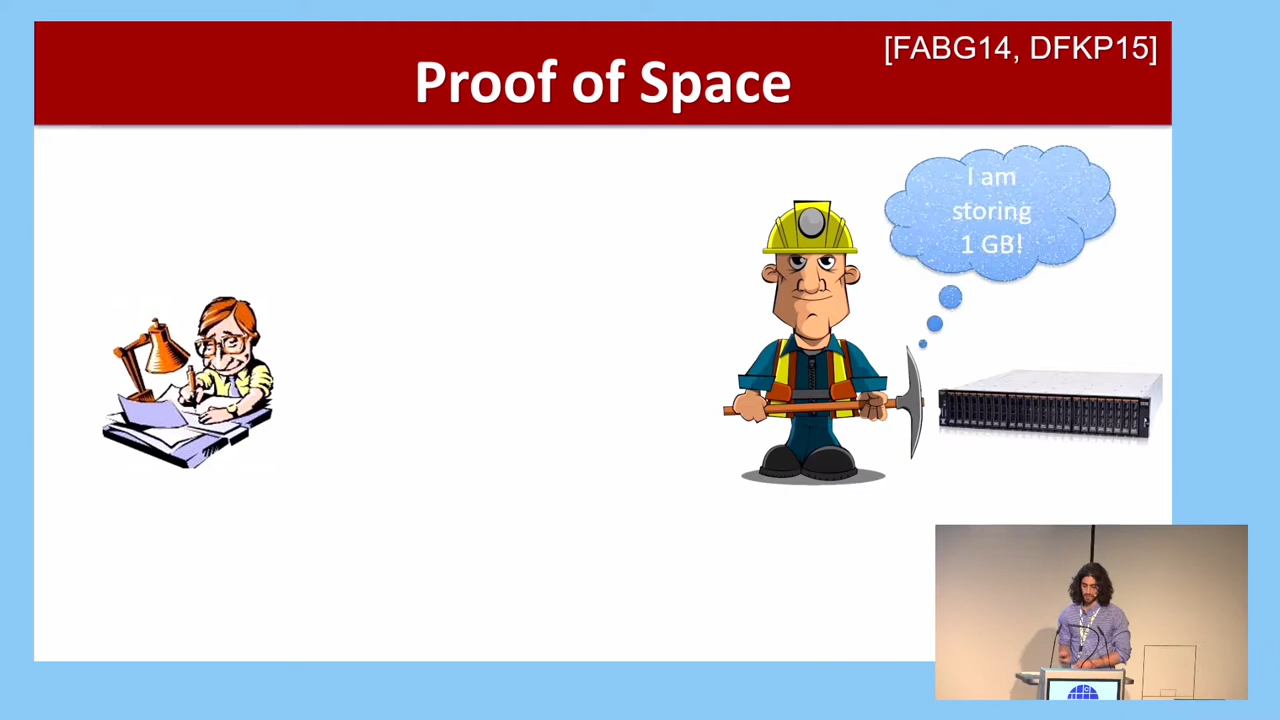 [FABG14, DFKP15]
Proof of Space
I am
storing
1 GB!